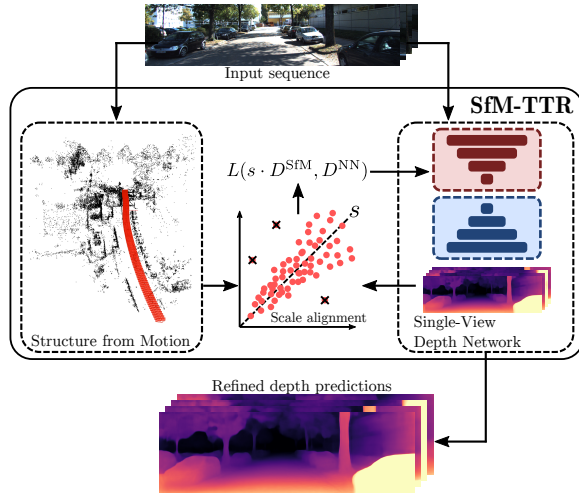 Input sequence
SfM-TTR
L(s · D^SfM, D^NN)
s
Scale alignment
Structure from Motion
Single-View
Depth Network
Refined depth predictions